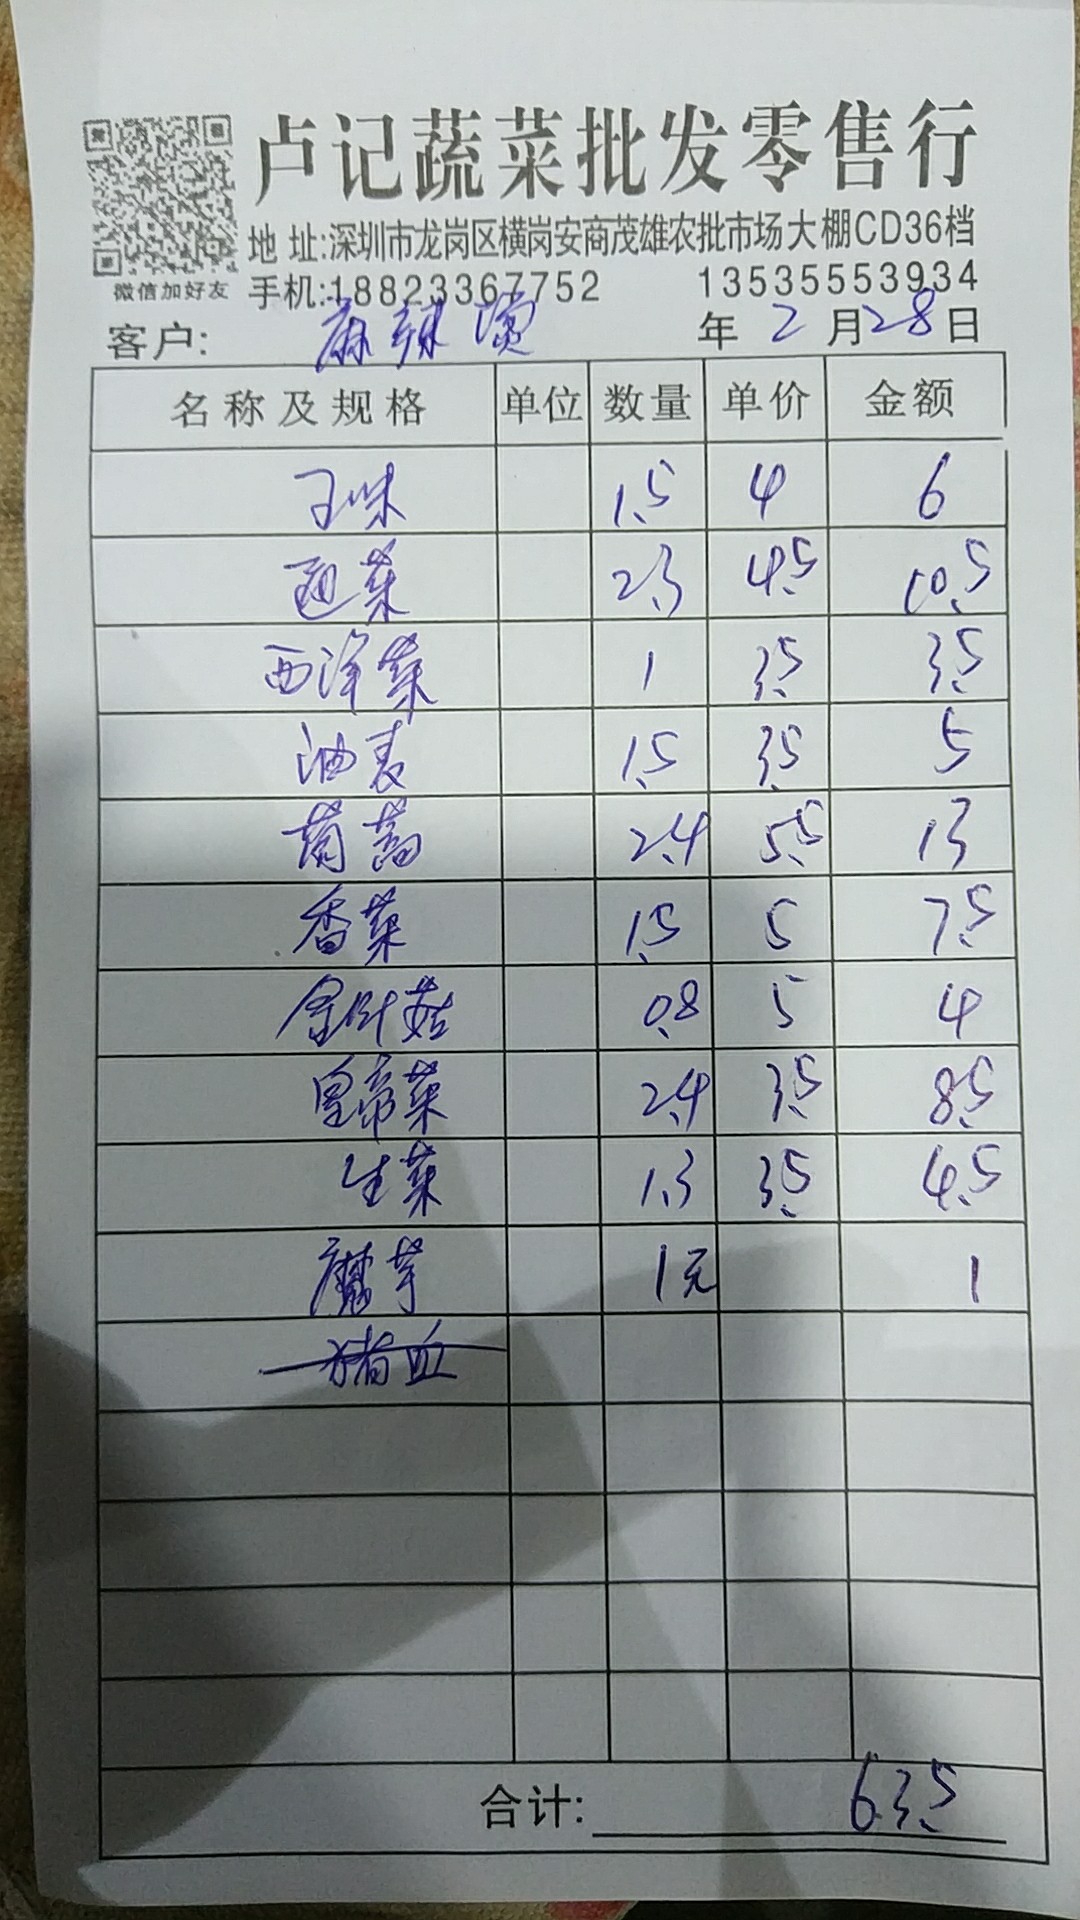 卢记蔬菜批发零售行
地 址:深圳市龙岗区横岗安商茂雄农批市场大棚CD36档
微信加好友 手机:18823367752 13535553934
客户: 麻辣烫 年 2 月 28 日
名称及规格 单位 数量 单价 金额
1.5 4 6
菜 2.3 4.5 10.5
西洋菜 1 3.5 3.5
油麦 1.5 3.5 5
茼蒿 2.4 5.5 13
香菜 1.5 5 7.5
金针菇 0.8 5 4
皇帝菜 2.4 3.5 8.5
生菜 1.3 3.5 4.5
魔芋 1元 1
猪血
合计: 63.5